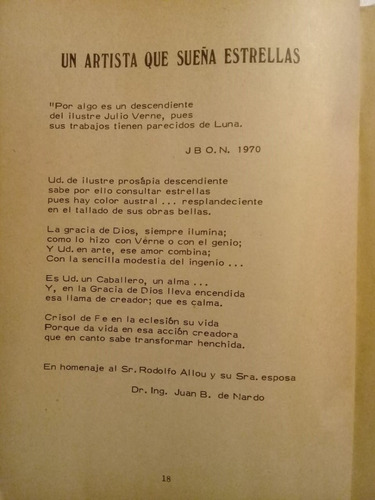 UN ARTISTA QUE SUEÑA ESTRELLAS
"Por algo es un descendiente
del ilustre Julio Verne, pues
sus trabajos tienen parecidos de Luna.
J B O.N. 1970
Ud. de ilustre prosápia descendiente
sabe por ello consultar estrellas
pues hay color austral ... resplandeciente
en el tallado de sus obras bellas.
La gracia de Dios, siempre ilumina;
como lo hizo con Vérne o con el genio;
Y Ud. en arte, ese amor combina;
Con la sencilla modestia del ingenio ...
Es Ud. un Caballero, un alma ...
Y, en la Gracia de Dios lleva encendida
esa llama de creador; que es calma.
Crisol de Fe en la eclesión su vida
Porque da vida en esa acción creadora
que en canto sabe transformar henchida.
En homenaje al Sr. Rodolfo Allou y su Sra. esposa
Dr. Ing. Juan B. de Nardo
18